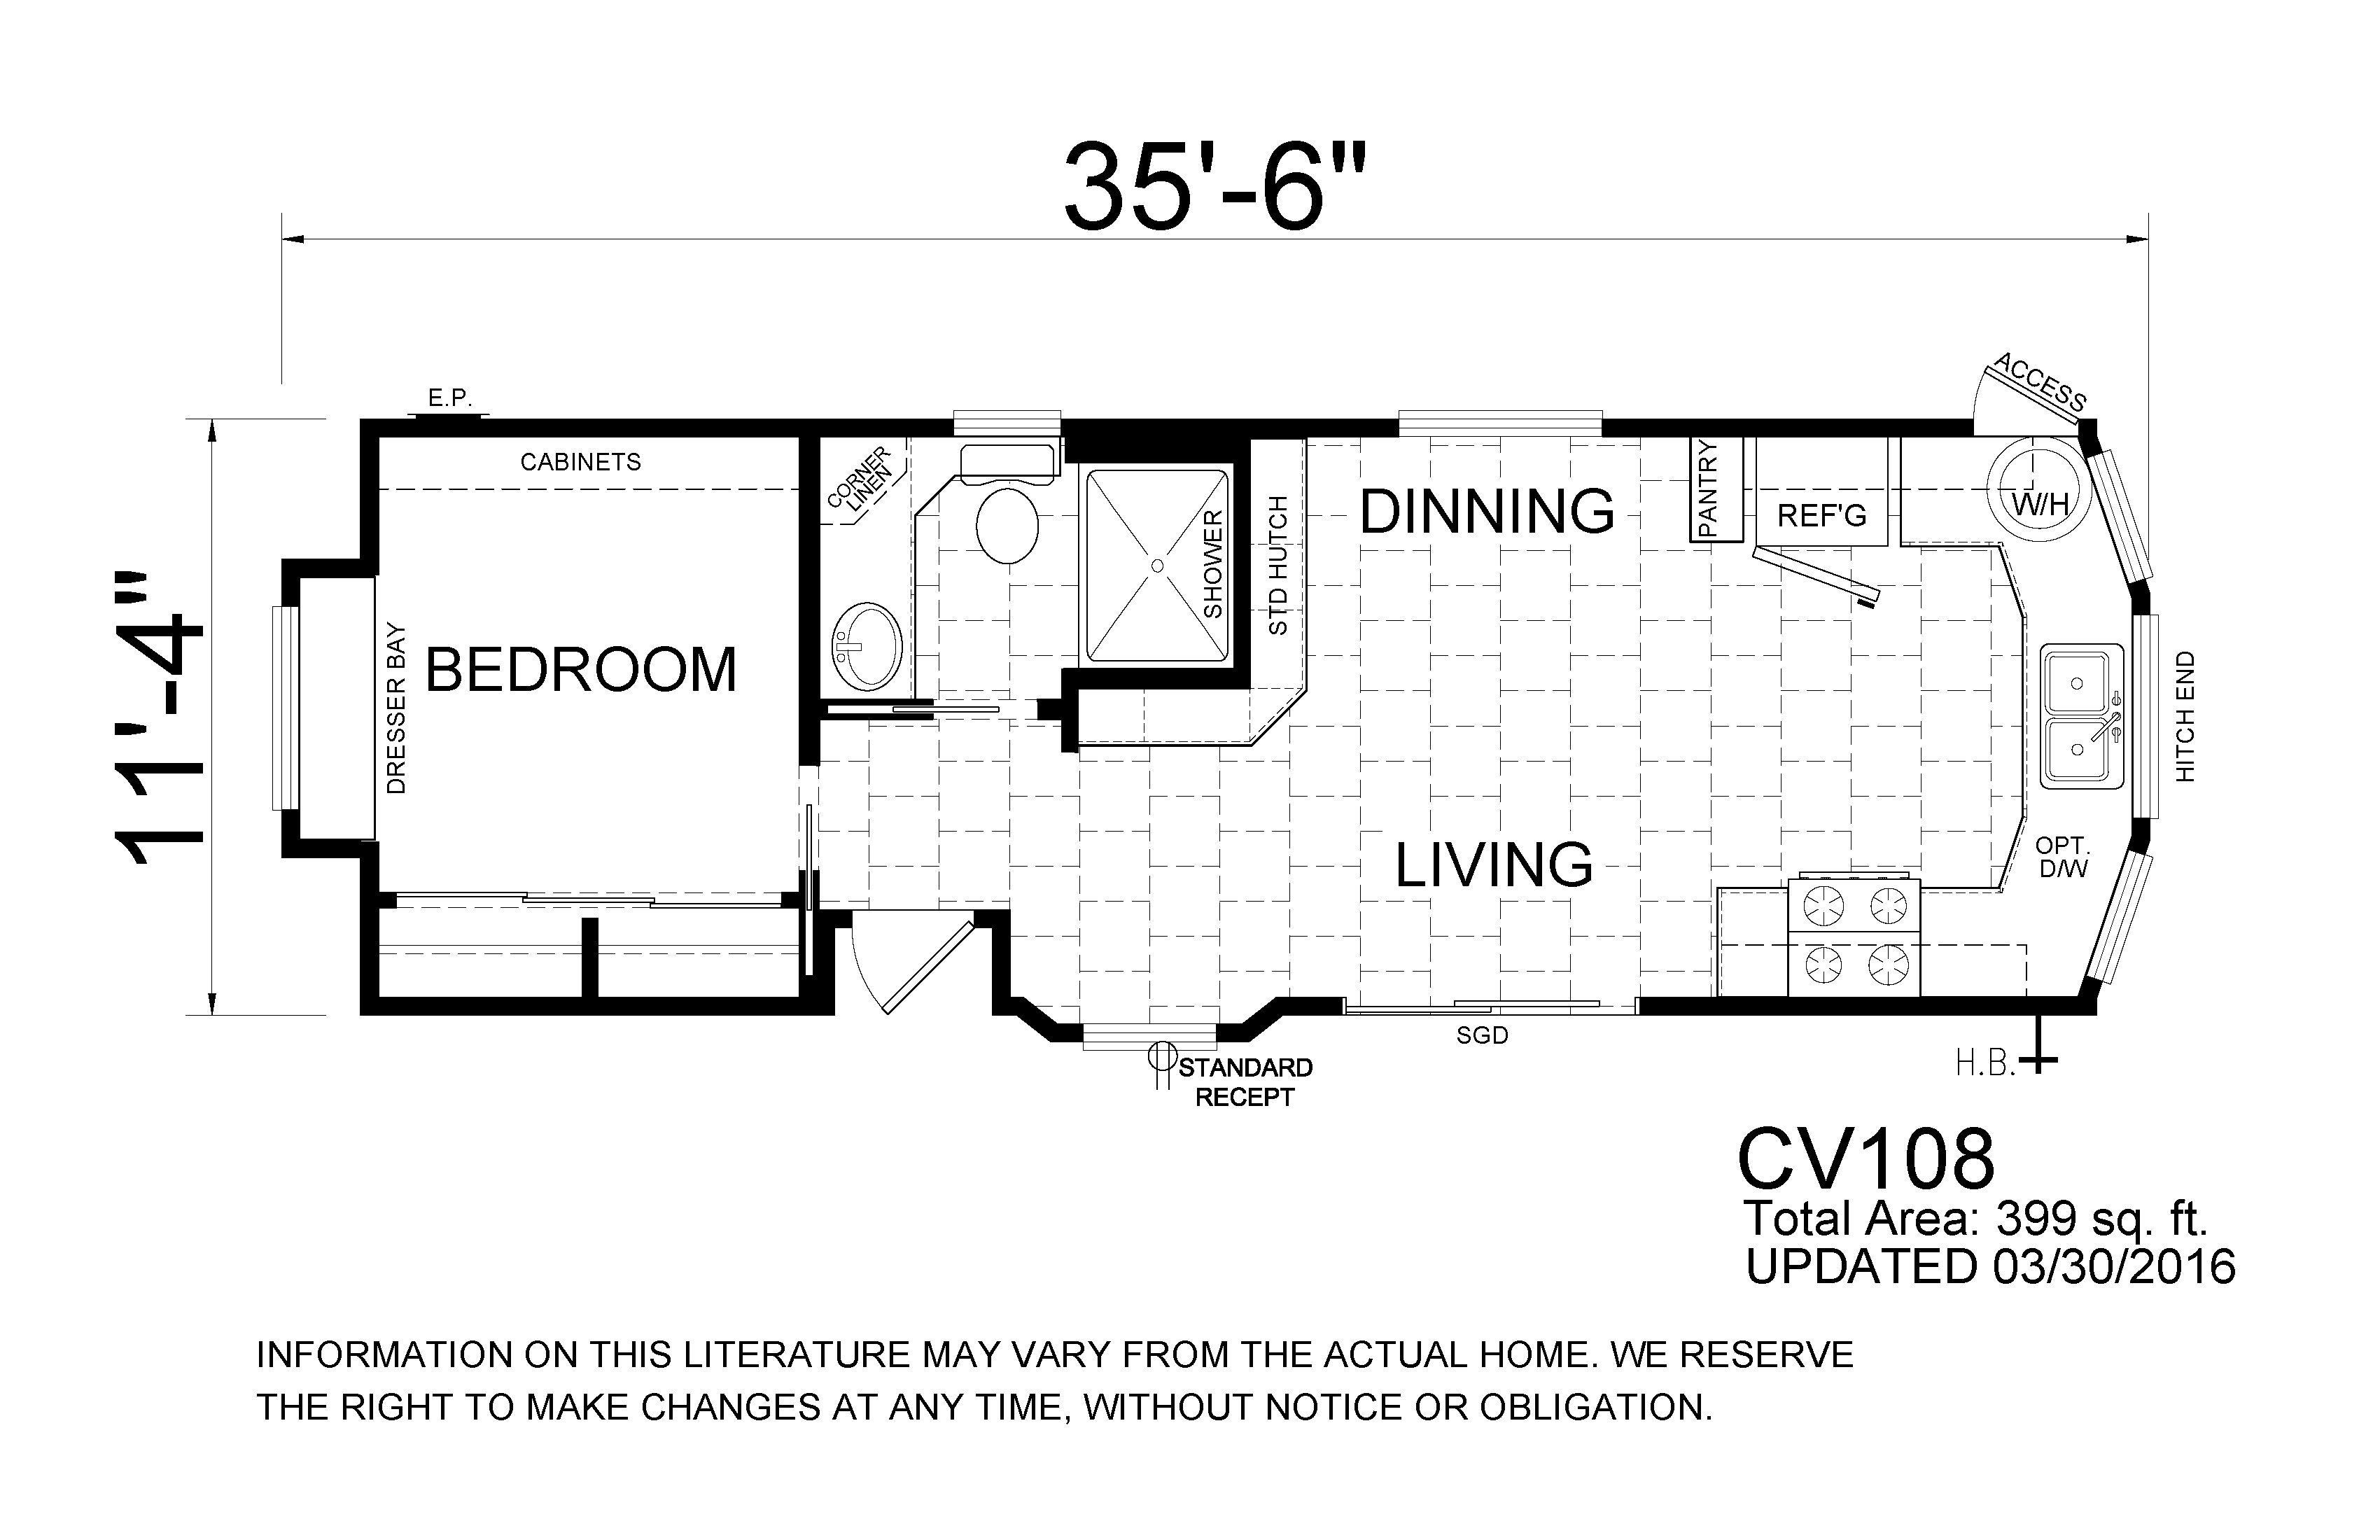 35'-6"
ACCESS
E.P.
CABINETS
CORNER
LINEN
PANTRY
DINNING
REF'G
W/H
SHOWER
STD HUTCH
11'-4"
DRESSER BAY
BEDROOM
HITCH END
LIVING
OPT.
D/W
SGD
STANDARD
RECEPT
H.B.
CV108
Total Area: 399 sq. ft.
UPDATED 03/30/2016
INFORMATION ON THIS LITERATURE MAY VARY FROM THE ACTUAL HOME. WE RESERVE
THE RIGHT TO MAKE CHANGES AT ANY TIME, WITHOUT NOTICE OR OBLIGATION.